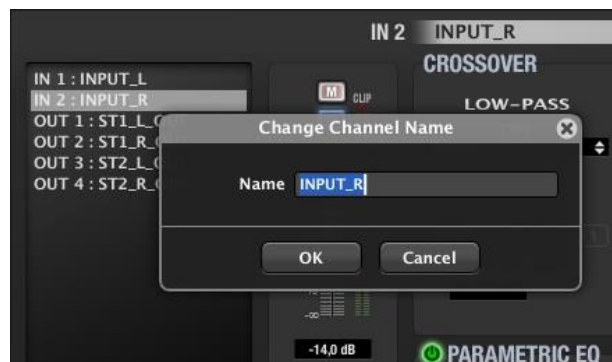 IN 2 INPUT_R
CROSSOVER
IN 1 : INPUT_L
IN 2 : INPUT_R
OUT 1 : ST1_L_
OUT 2 : ST1_R_
OUT 3 : ST2_L_
OUT 4 : ST2_R_
M CLIP
LOW-PASS
Change Channel Name
Name INPUT_R
OK Cancel
-∞
-14,0 dB
PARAMETRIC EQ